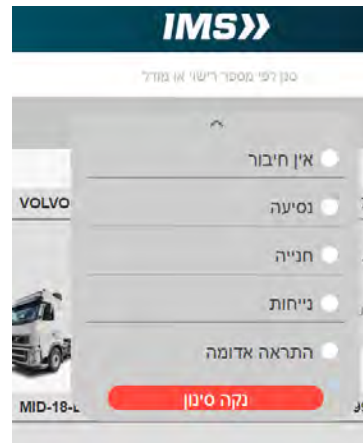 IMS
סנן לפי מספר רישוי או מודל
אין חיבור
נסיעה
VOLVO
חנייה
נייחות
התראה אדומה
נקה סינון
MID-18-